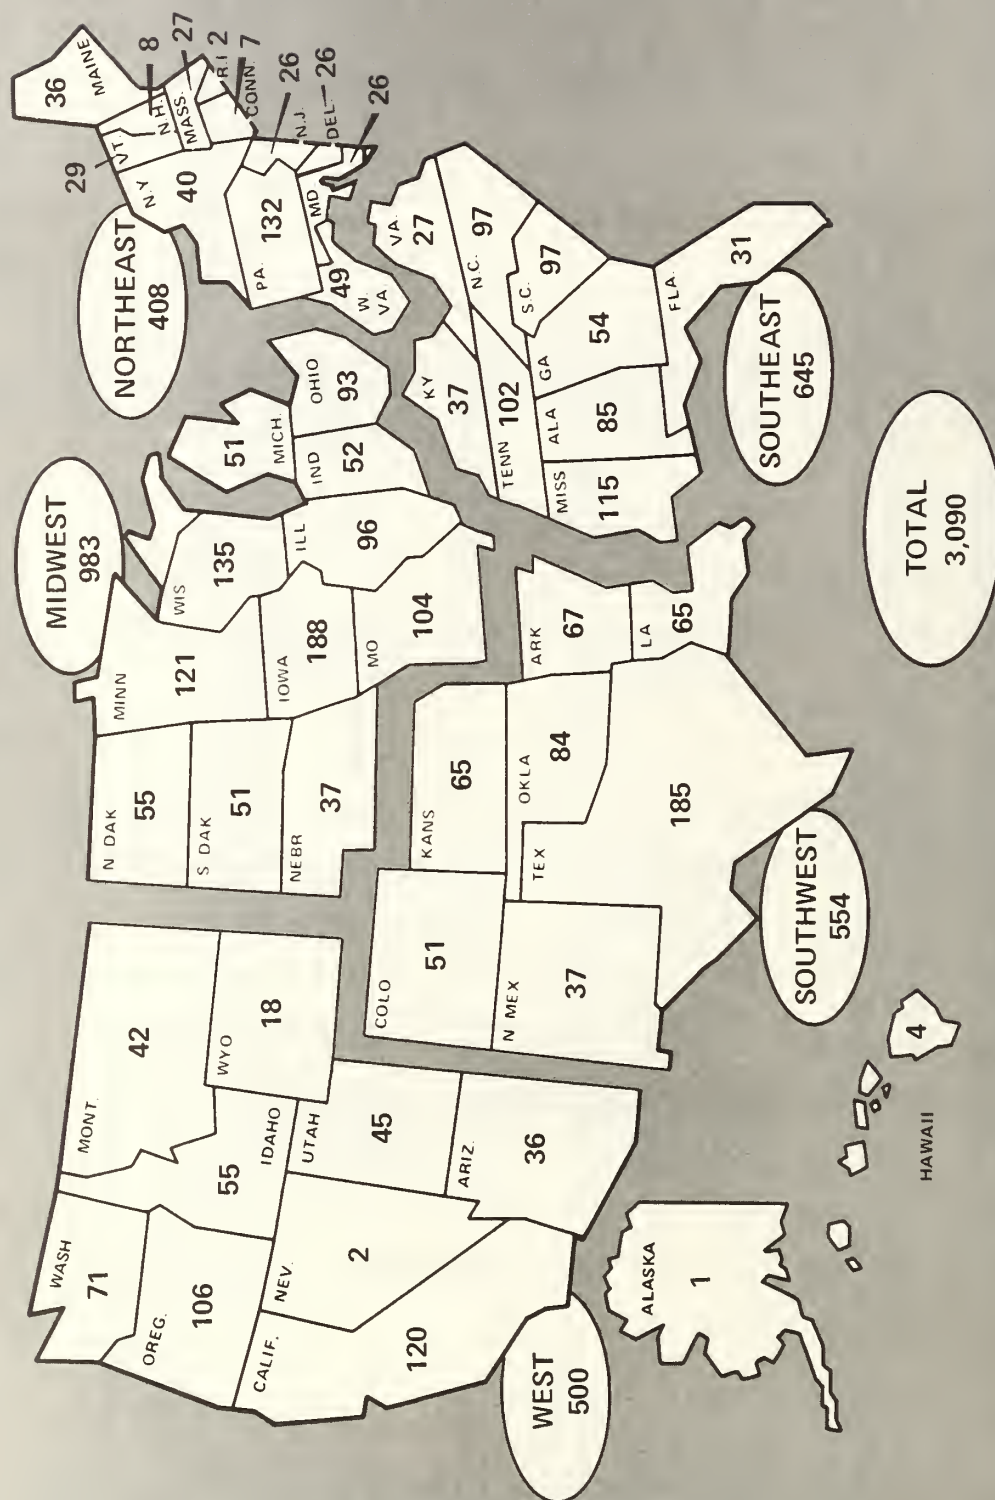 WASH
71
OREG.
106
CALIF.
120
NEV.
2
IDAHO
55
MONT.
42
WYO
18
UTAH
45
ARIZ.
36
WEST
500
ALASKA
1
HAWAII
4
N DAK
55
S DAK
51
NEBR
37
MINN
121
IOWA
188
MO
104
WIS
135
ILL
96
MICH.
51
IND
52
OHIO
93
MIDWEST
983
COLO
51
N MEX
37
KANS
65
OKLA
84
TEX
185
ARK
67
LA
65
SOUTHWEST
554
KY
37
TENN
102
MISS
115
ALA
85
GA
54
FLA.
31
S.C.
97
N.C.
97
VA.
27
SOUTHEAST
645
NORTHEAST
408
MAINE
36
N.H.
8
VT.
29
MASS.
27
R.I
2
CONN.
7
N.Y
40
N.J.
26
PA.
132
DEL.
26
MD
26
W. VA.
49
TOTAL
3,090